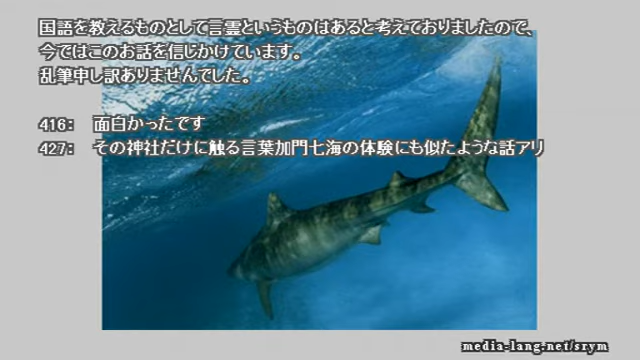 国語を教えるものとして言霊というものはあると考えておりましたので、
今ではこのお話を信じかけています。
乱筆申し訳ありませんでした。
416： 面白かったです
427： その神社だけに触る言葉加門七海の体験にも似たような話アリ
media-lang-net/srym